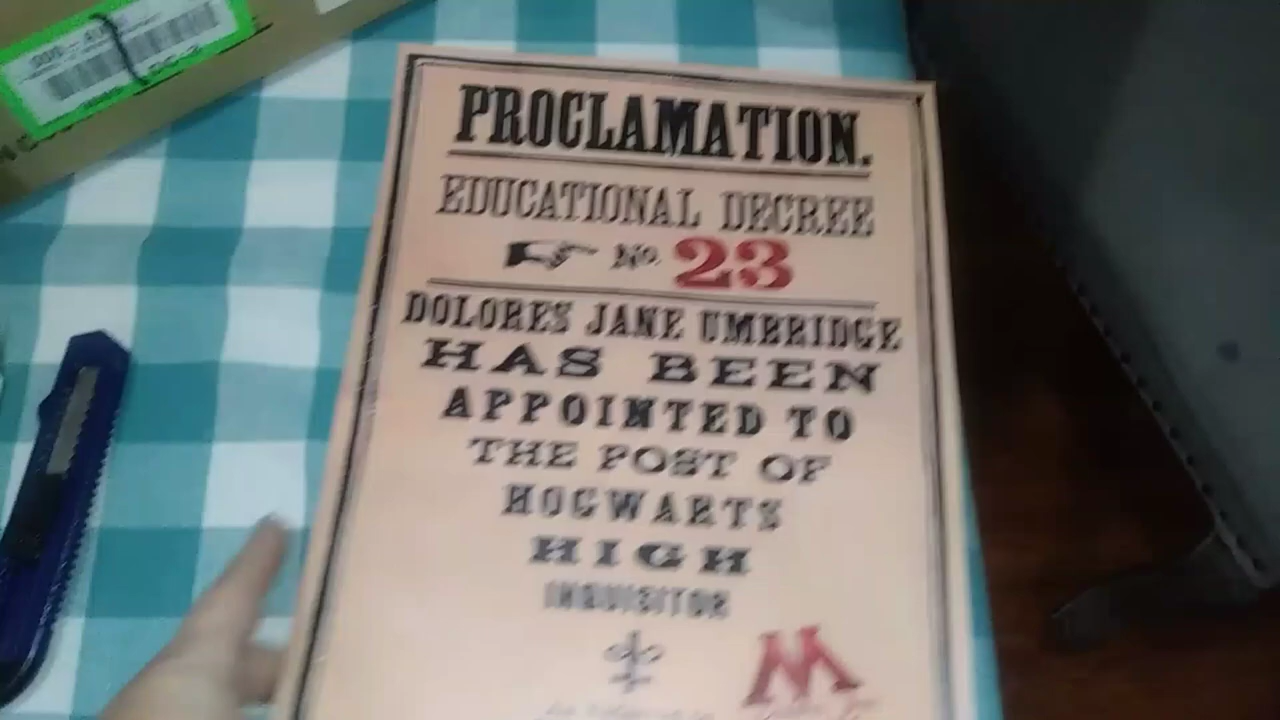 PROCLAMATION.
EDUCATIONAL DECREE
No. 23
DOLORES JANE UMBRIDGE
HAS BEEN
APPOINTED TO
THE POST OF
HOGWARTS
HIGH
INQUISITOR
M